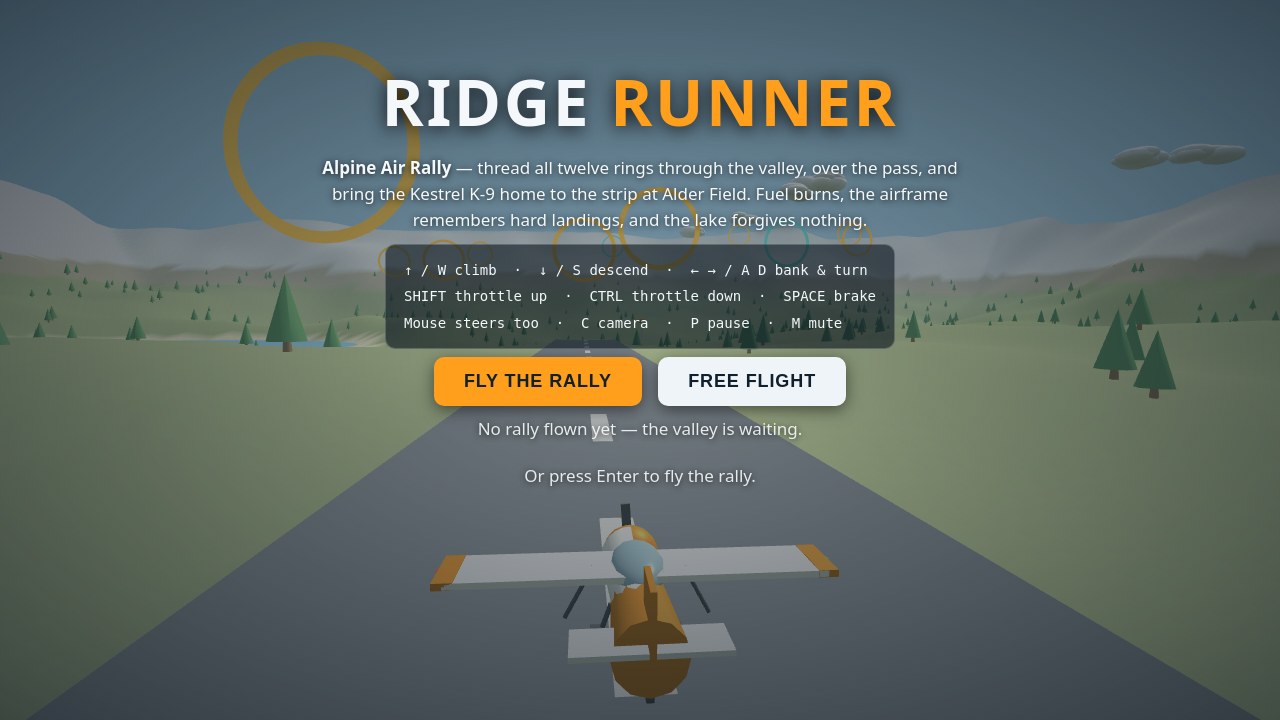 RIDGE RUNNER
Alpine Air Rally — thread all twelve rings through the valley, over the pass, and
bring the Kestrel K-9 home to the strip at Alder Field. Fuel burns, the airframe
remembers hard landings, and the lake forgives nothing.
↑ / W climb · ↓ / S descend · ← → / A D bank & turn
SHIFT throttle up · CTRL throttle down · SPACE brake
Mouse steers too · C camera · P pause · M mute
FLY THE RALLY FREE FLIGHT
No rally flown yet — the valley is waiting.
Or press Enter to fly the rally.